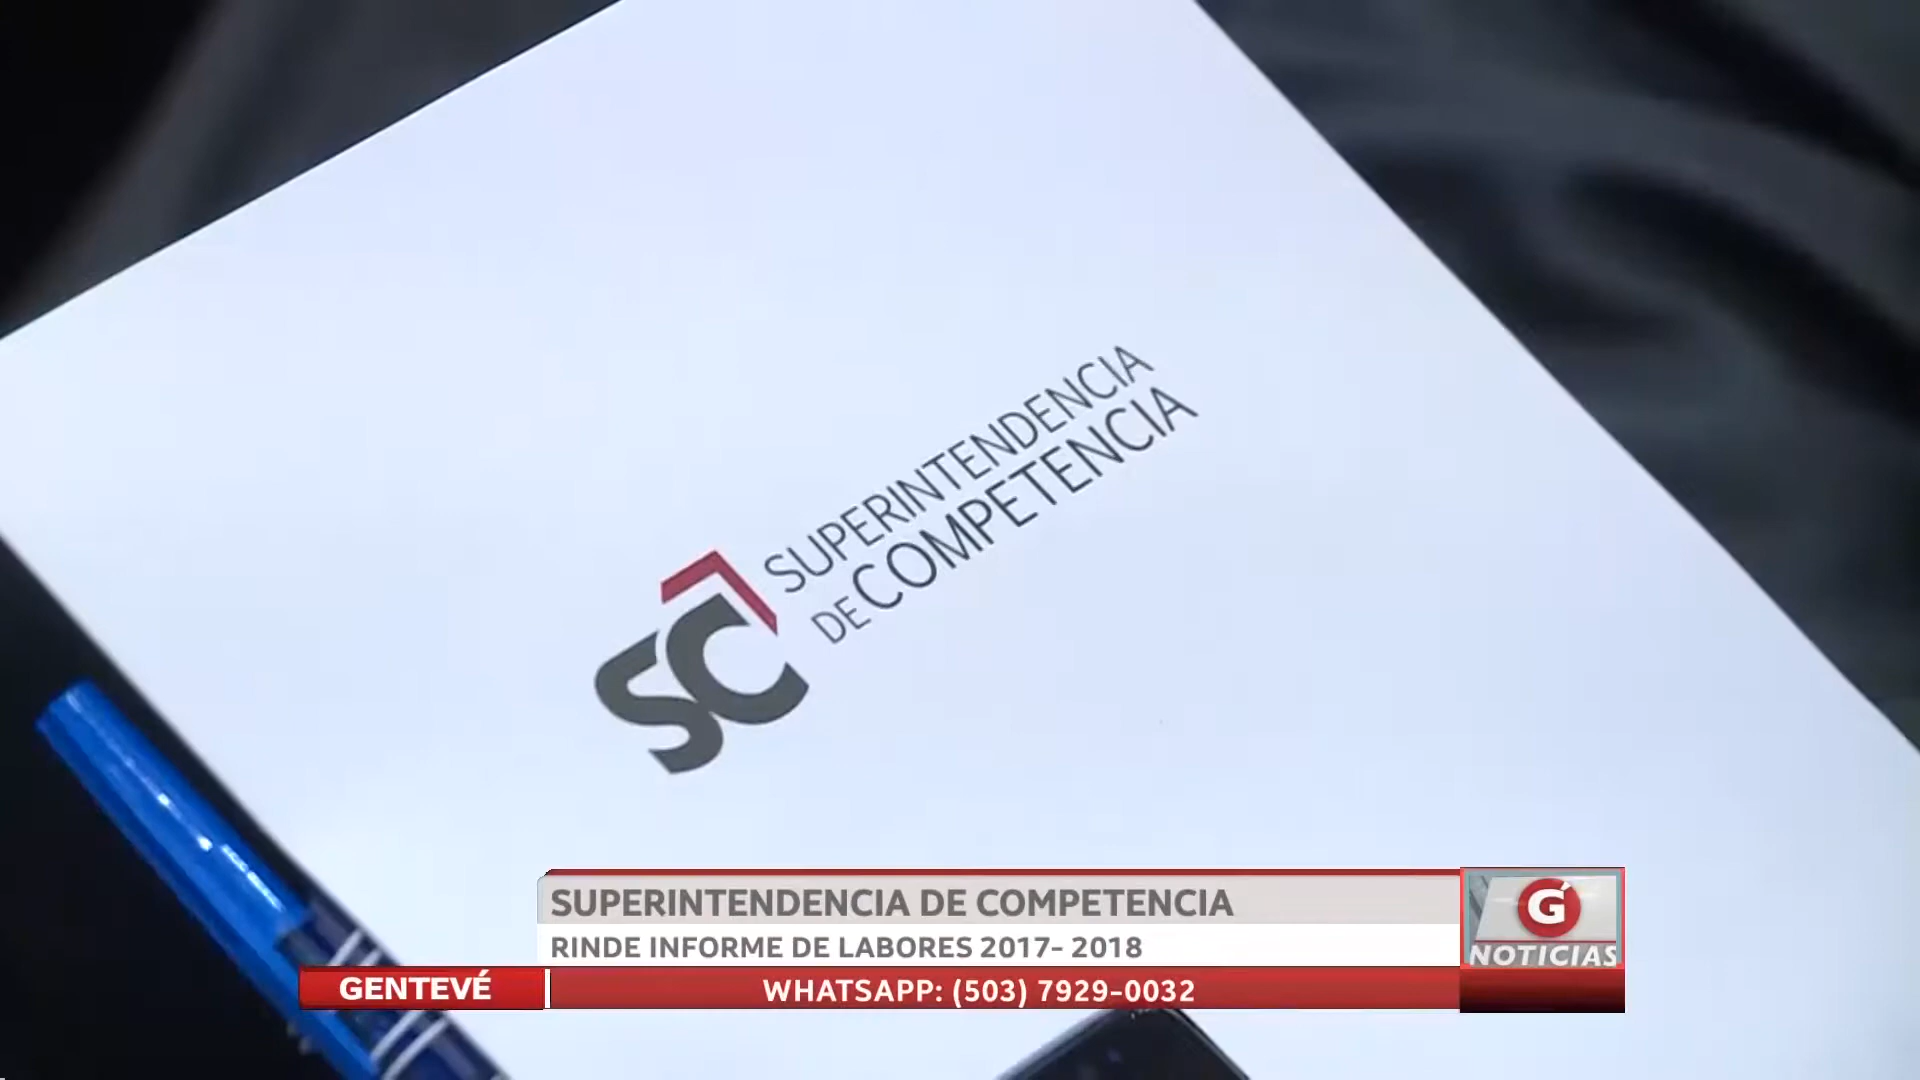 SUPERINTENDENCIA
DE COMPETENCIA
SC
SUPERINTENDENCIA DE COMPETENCIA
RINDE INFORME DE LABORES 2017- 2018
GENTEVÉ
WHATSAPP: (503) 7929-0032
G
NOTICIAS